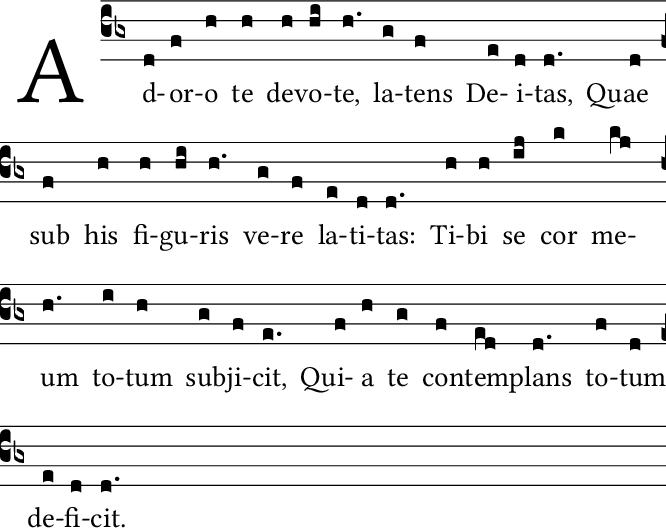 Ad-or-o te devo-te, la-tens De-i-tas, Quae
sub his fi-gu-ris ve-re la-ti-tas: Ti-bi se cor me-
um to-tum subji-cit, Qui-a te contemplans to-tum
de-fi-cit.